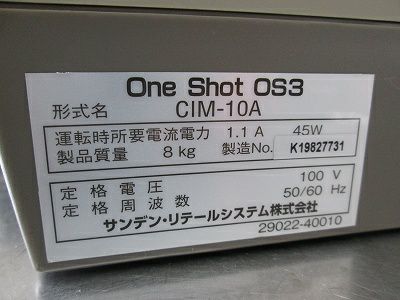 One Shot OS3
形式名 CIM-10A
運転時所要電流電力 1.1 A 45W
製品質量 8 kg 製造No. K19827731
定格電圧 100 V
定格周波数 50/60 Hz
サンデン・リテールシステム株式会社
29022-40010